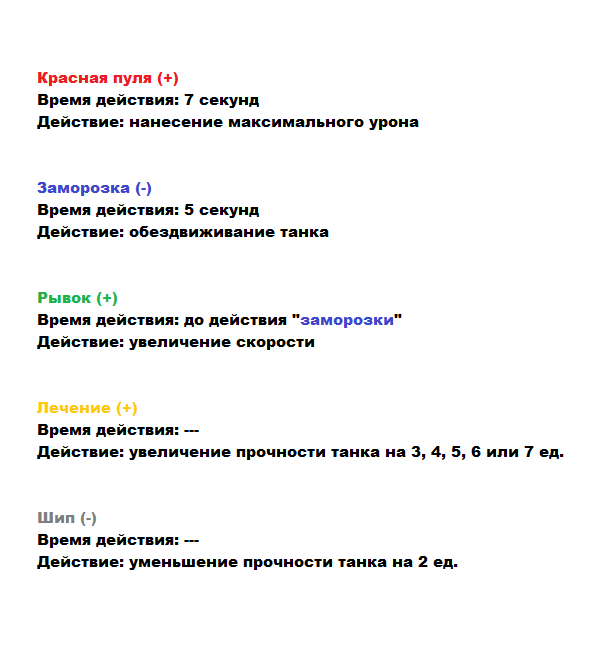 Красная пуля (+)
Время действия: 7 секунд
Действие: нанесение максимального урона
Заморозка (-)
Время действия: 5 секунд
Действие: обездвиживание танка
Рывок (+)
Время действия: до действия "заморозки"
Действие: увеличение скорости
Лечение (+)
Время действия: ---
Действие: увеличение прочности танка на 3, 4, 5, 6 или 7 ед.
Шип (-)
Время действия: ---
Действие: уменьшение прочности танка на 2 ед.